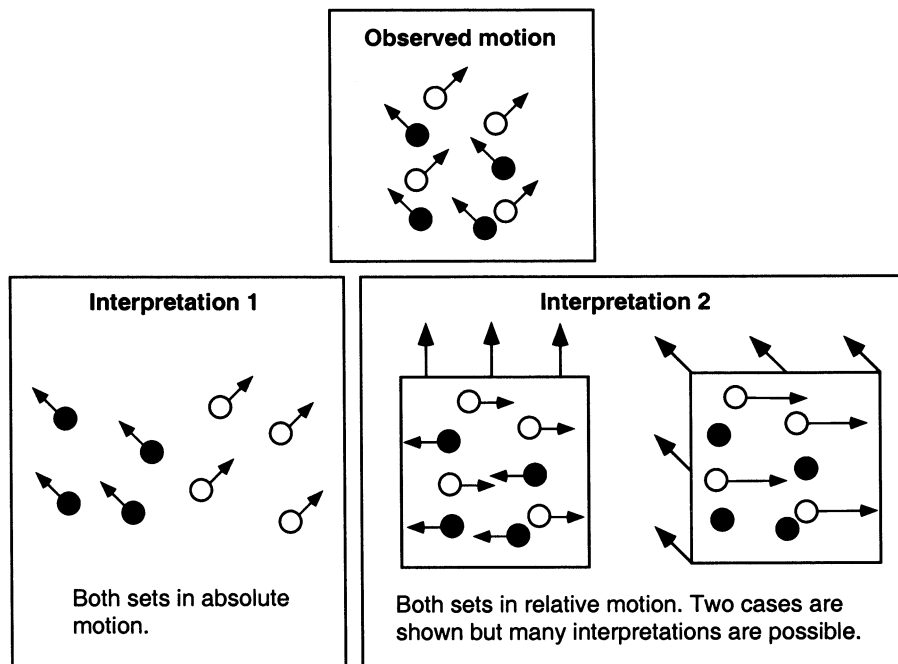 Observed motion
Interpretation 1
Both sets in absolute
motion.
Interpretation 2
Both sets in relative motion. Two cases are
shown but many interpretations are possible.